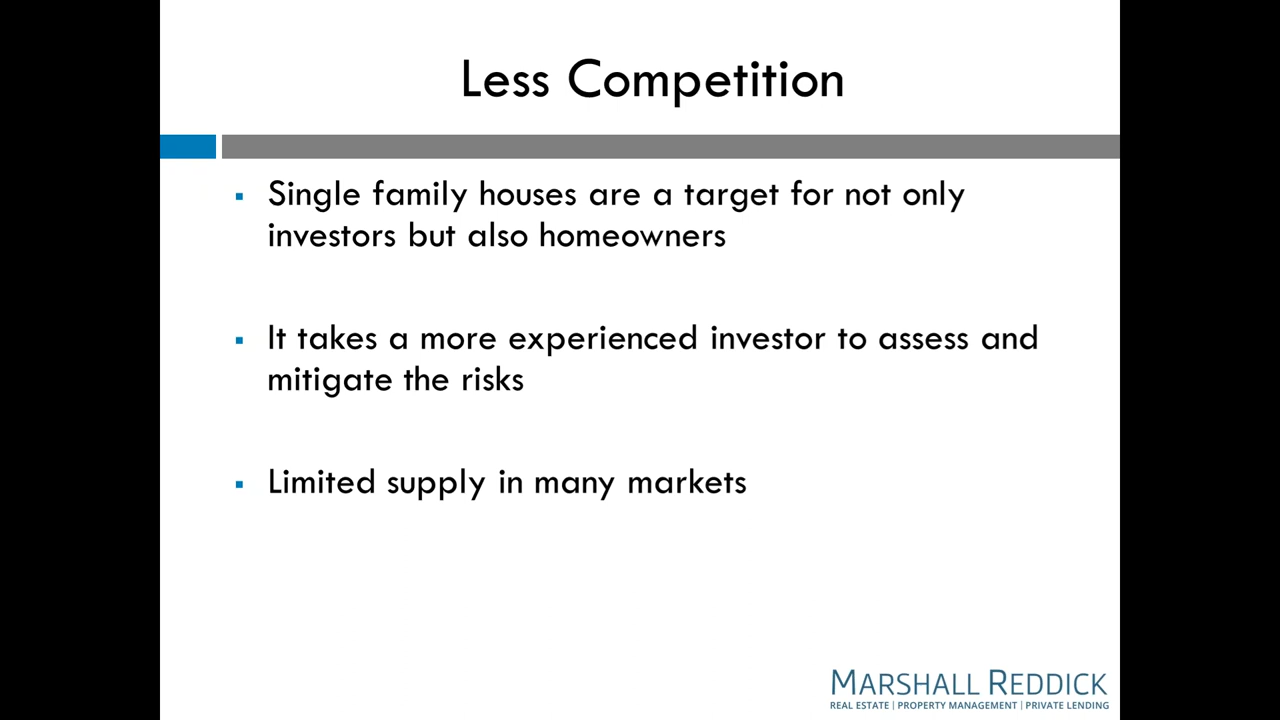 Less Competition
▪ Single family houses are a target for not only
investors but also homeowners
▪ It takes a more experienced investor to assess and
mitigate the risks
▪ Limited supply in many markets
MARSHALL REDDICK
REAL ESTATE | PROPERTY MANAGEMENT | PRIVATE LENDING